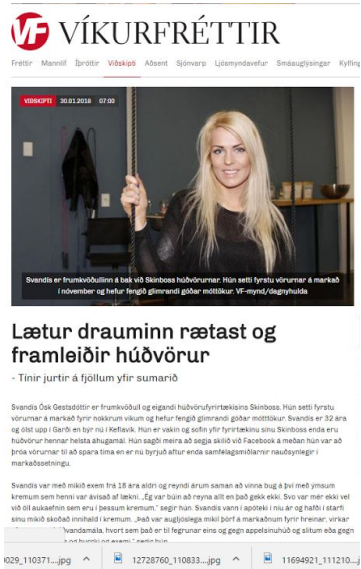 VF VÍKURFRÉTTIR
Fréttir Mannlíf Íþróttir Viðskipti Aðsent Sjónvarp Ljósmyndavefur Smáauglýsingar Kylfing
VIÐSKIPTI 30.01.2018 07:00
Svandís er frumkvöðullinn á bak við Skinboss húðvörurnar. Hún setti fyrstu vörurnar á markað
í nóvember og hefur fengið glimrandi góðar móttökur. VF-mynd/dagnyhulda
Lætur drauminn rætast og
framleiðir húðvörur
- Tínir jurtir á fjöllum yfir sumarið
Svandís Ósk Gestsdóttir er frumkvöðull og eigandi húðvörufyrirtækisins Skinboss. Hún setti fyrstu
vörurnar á markað fyrir nokkrum vikum og hefur fengið glimrandi góðar mótttökur. Svandís er 32 ára
og ólst upp í Garði en býr nú í Keflavík. Hún er vakin og sofin yfir fyrirtækinu sínu Skinboss enda eru
húðvörur hennar helsta áhugamál. Hún sagði meira að segja skilið við Facebook á meðan hún var að
þróa vörurnar til að spara tíma en er nú byrjuð aftur enda samfélagsmiðlarnir nauðsynlegir í
markaðssetningu.
Svandís var með mikið exem frá 18 ára aldri og reyndi árum saman að vinna bug á því með ýmsum
kremum sem henni var ávísað af lækni. „Ég var búin að reyna allt en það gekk ekki. Svo var mér ekki vel
við öll aukaefnin sem eru í þessum kremum," segir hún. Svandís vann í apóteki í níu ár og hafði í starfi
sínu mikið skoðað innihald í kremum. „Það var augljóslega mikil þörf á markaðnum fyrir hreinar, virkar
vandamála, hvort sem það er til fegrunar eins og gegn appelsínuhúð og slitum eða gegn
og exemi," segir hún
0029_110371....jpg 12728760_110833....jpg 11694921_111210....j